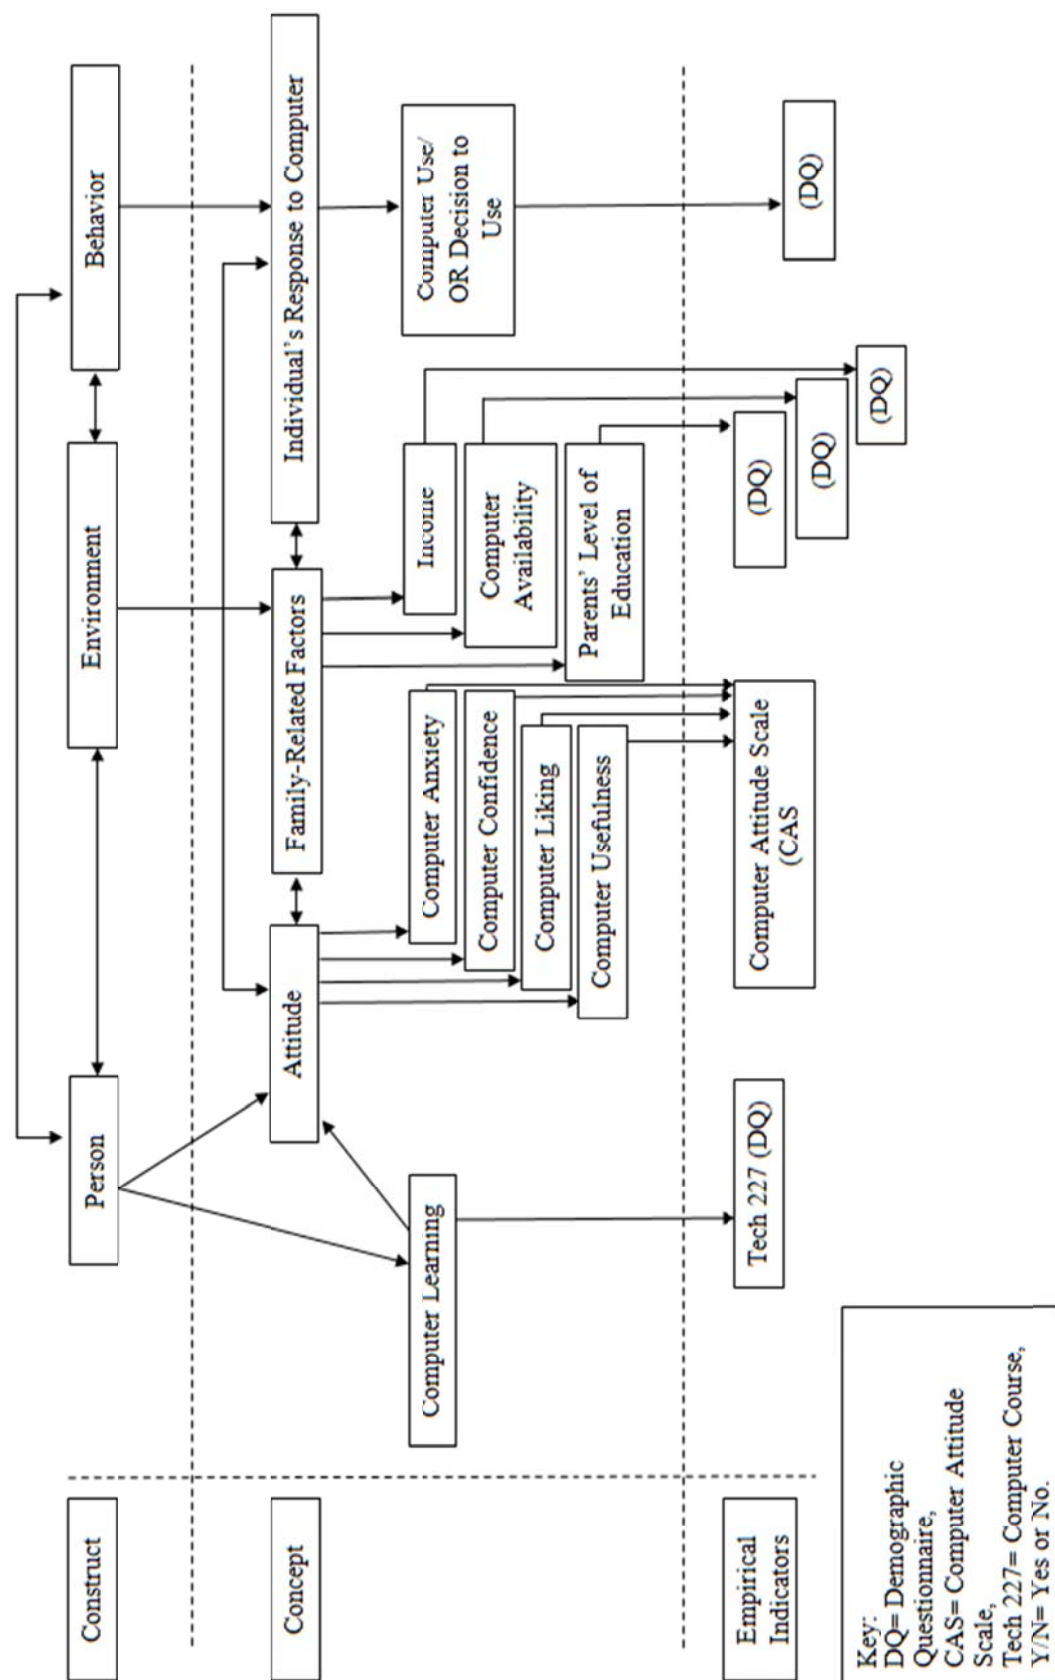 Construct
Person
Environment
Behavior
Concept
Attitude
Family-Related Factors
Individual's Response to Computer
Computer Learning
Computer Anxiety
Computer Confidence
Computer Liking
Computer Usefulness
Income
Computer
Availability
Parents' Level of
Education
Computer Use/
OR Decision to
Use
Empirical
Indicators
Tech 227 (DQ)
Computer Attitude Scale
(CAS
(DQ)
(DQ)
(DQ)
(DQ)
Key:
DQ= Demographic
Questionnaire,
CAS= Computer Attitude
Scale,
Tech 227= Computer Course,
Y/N= Yes or No.